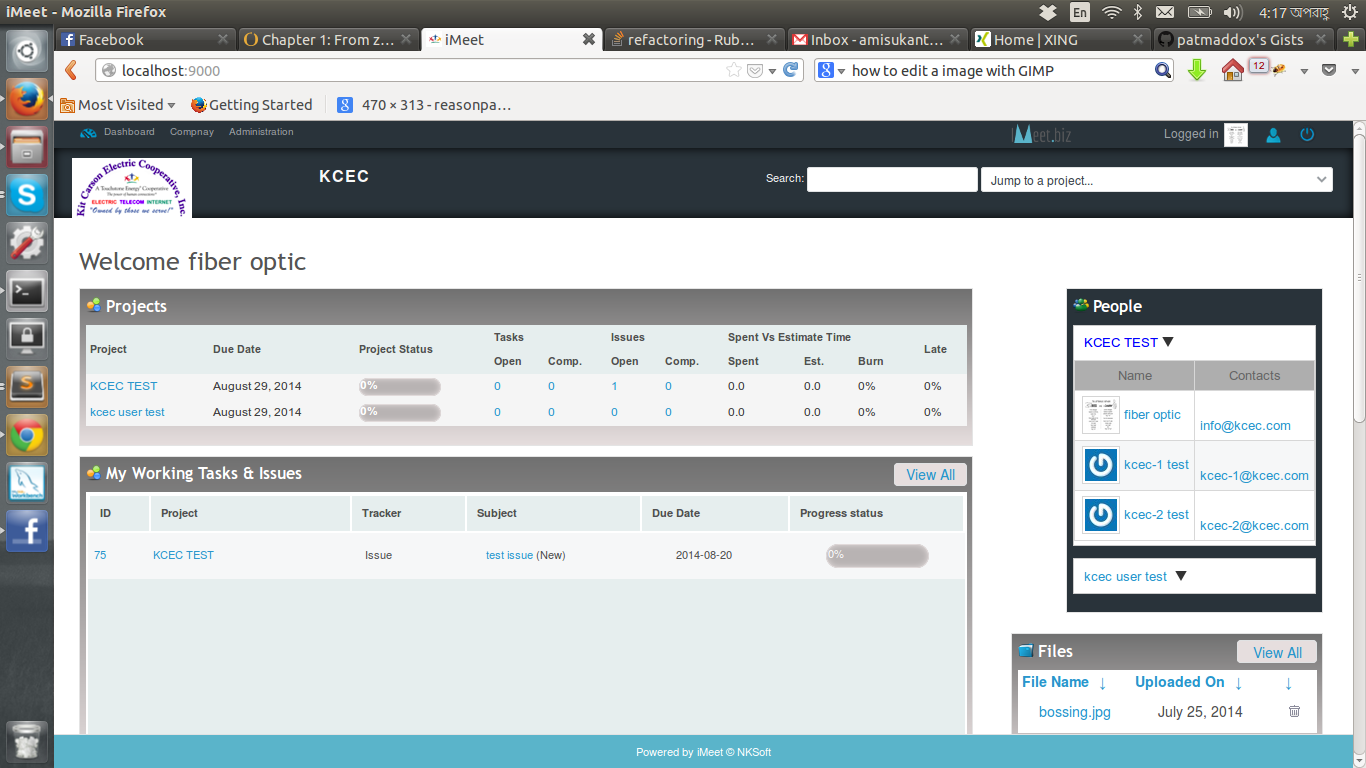 iMeet - Mozilla Firefox
En
4:17 অপরাহ্ণ
Facebook
Chapter 1: From z...
iMeet
refactoring - Rub...
Inbox - amisukant...
Home | XING
patmaddox's Gists
localhost:9000
how to edit a image with GIMP
12
Most Visited
Getting Started
470 × 313 - reasonpa...
Dashboard
Compnay
Administration
iMeet.biz
Logged in
Kit Carson Electric Cooperative, Inc.
A Touchstone Energy Cooperative
ELECTRIC TELECOM INTERNET
"Owned by those we serve!"
KCEC
Search:
Jump to a project...
Welcome fiber optic
Projects
Project Due Date Project Status Tasks Issues Spent Vs Estimate Time Late
Open Comp. Open Comp. Spent Est. Burn
KCEC TEST August 29, 2014 0% 0 0 1 0 0.0 0.0 0% 0%
kcec user test August 29, 2014 0% 0 0 0 0 0.0 0.0 0% 0%
My Working Tasks & Issues
View All
ID Project Tracker Subject Due Date Progress status
75 KCEC TEST Issue test issue (New) 2014-08-20 0%
People
KCEC TEST ▼
Name Contacts
fiber optic info@kcec.com
kcec-1 test kcec-1@kcec.com
kcec-2 test kcec-2@kcec.com
kcec user test ▼
Files
View All
File Name ↓ Uploaded On ↓ ↓
bossing.jpg July 25, 2014
Powered by iMeet © NKSoft